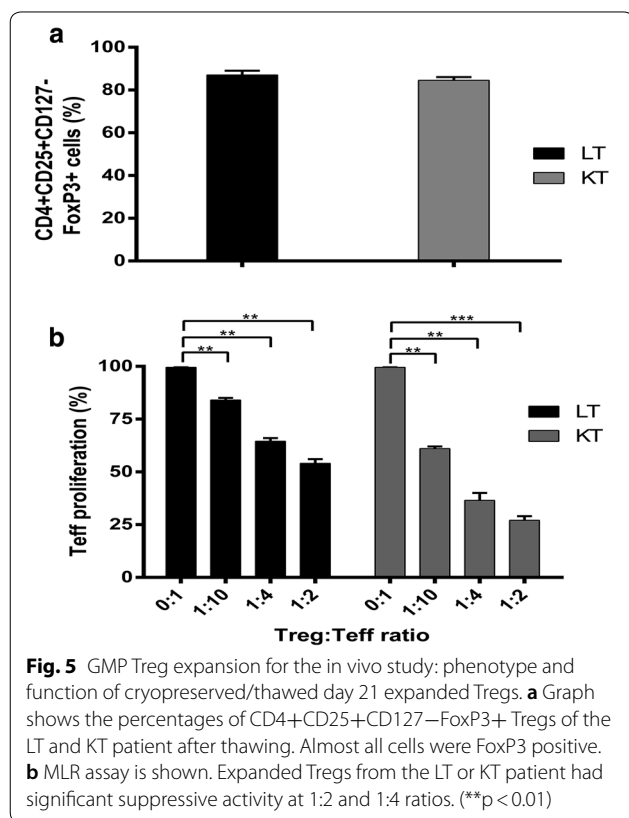 a
100
80
60
40
20
0
CD4+CD25+CD127-
FoxP3+ cells (%)
LT
KT
b
**
**
**
***
**
**
100
75
50
25
0
Teff proliferation (%)
LT
KT
0:1
1:10
1:4
1:2
0:1
1:10
1:4
1:2
Treg:Teff ratio
Fig. 5 GMP Treg expansion for the in vivo study: phenotype and
function of cryopreserved/thawed day 21 expanded Tregs. a Graph
shows the percentages of CD4+CD25+CD127−FoxP3+ Tregs of the
LT and KT patient after thawing. Almost all cells were FoxP3 positive.
b MLR assay is shown. Expanded Tregs from the LT or KT patient had
significant suppressive activity at 1:2 and 1:4 ratios. (**p < 0.01)